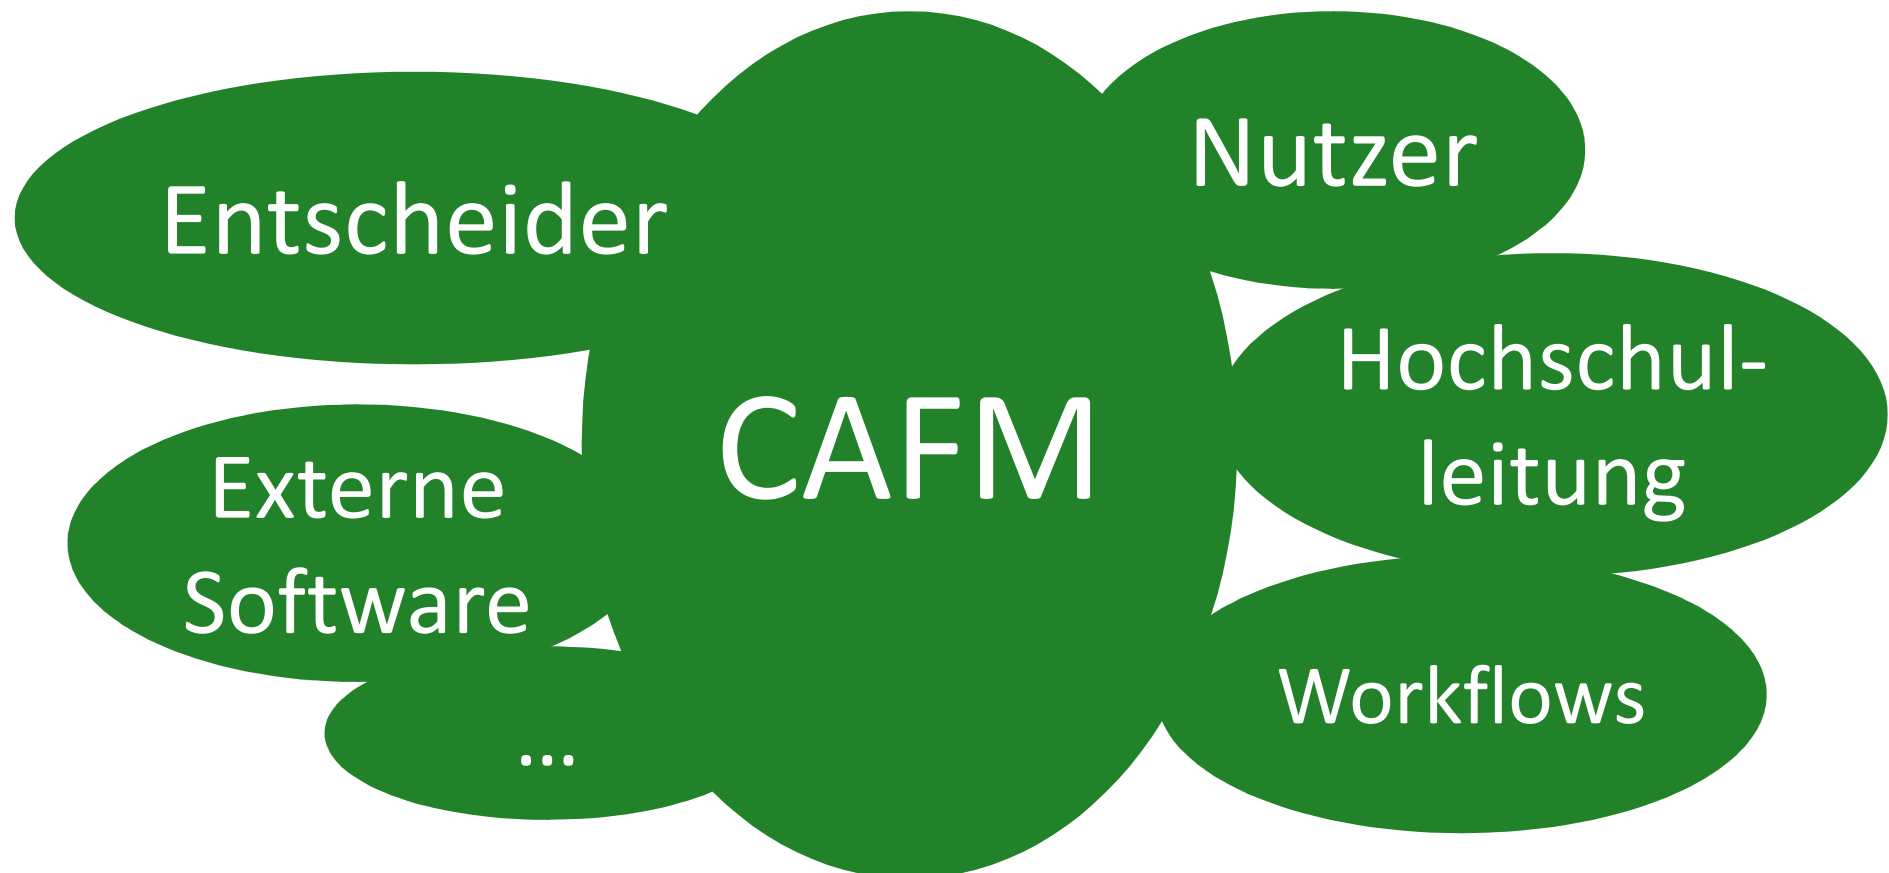 Entscheider
Nutzer
CAFM
Hochschul-
leitung
Externe
Software
Workflows
...